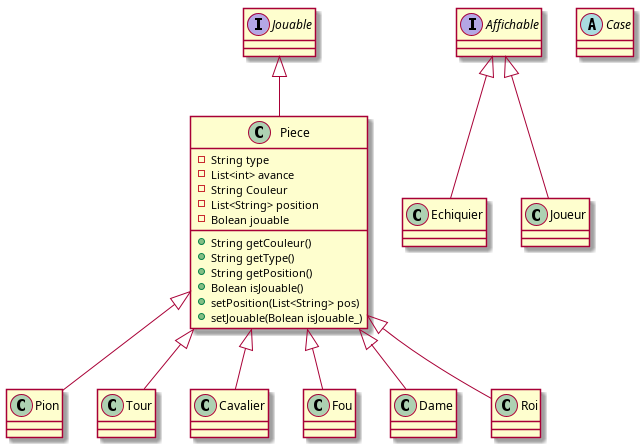 I Jouable
I Affichable
A Case
C Piece
String type
List<int> avance
String Couleur
List<String> position
Bolean jouable
String getCouleur()
String getType()
String getPosition()
Bolean isJouable()
setPosition(List<String> pos)
setJouable(Bolean isJouable_)
C Echiquier
C Joueur
C Pion
C Tour
C Cavalier
C Fou
C Dame
C Roi